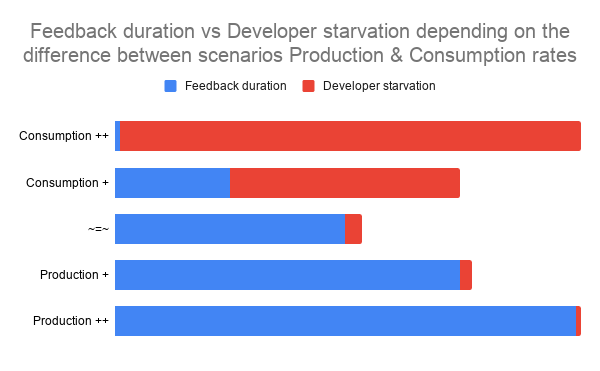 Feedback duration vs Developer starvation depending on the
difference between scenarios Production & Consumption rates
Feedback duration Developer starvation
Consumption ++
Consumption +
~=~
Production +
Production ++